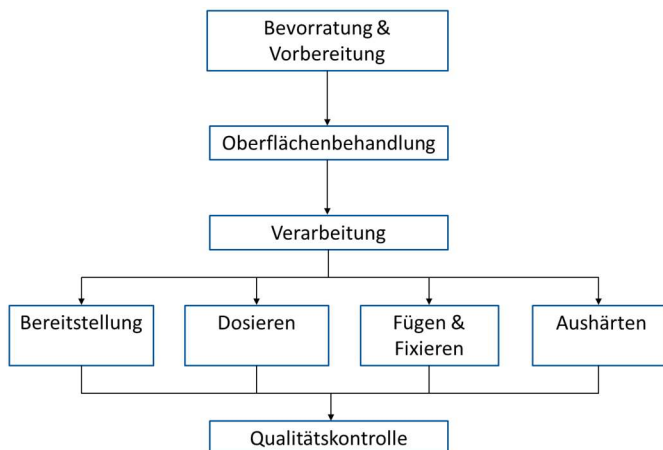 Bevorratung &
Vorbereitung
Oberflächenbehandlung
Verarbeitung
Bereitstellung
Dosieren
Fügen &
Fixieren
Aushärten
Qualitätskontrolle